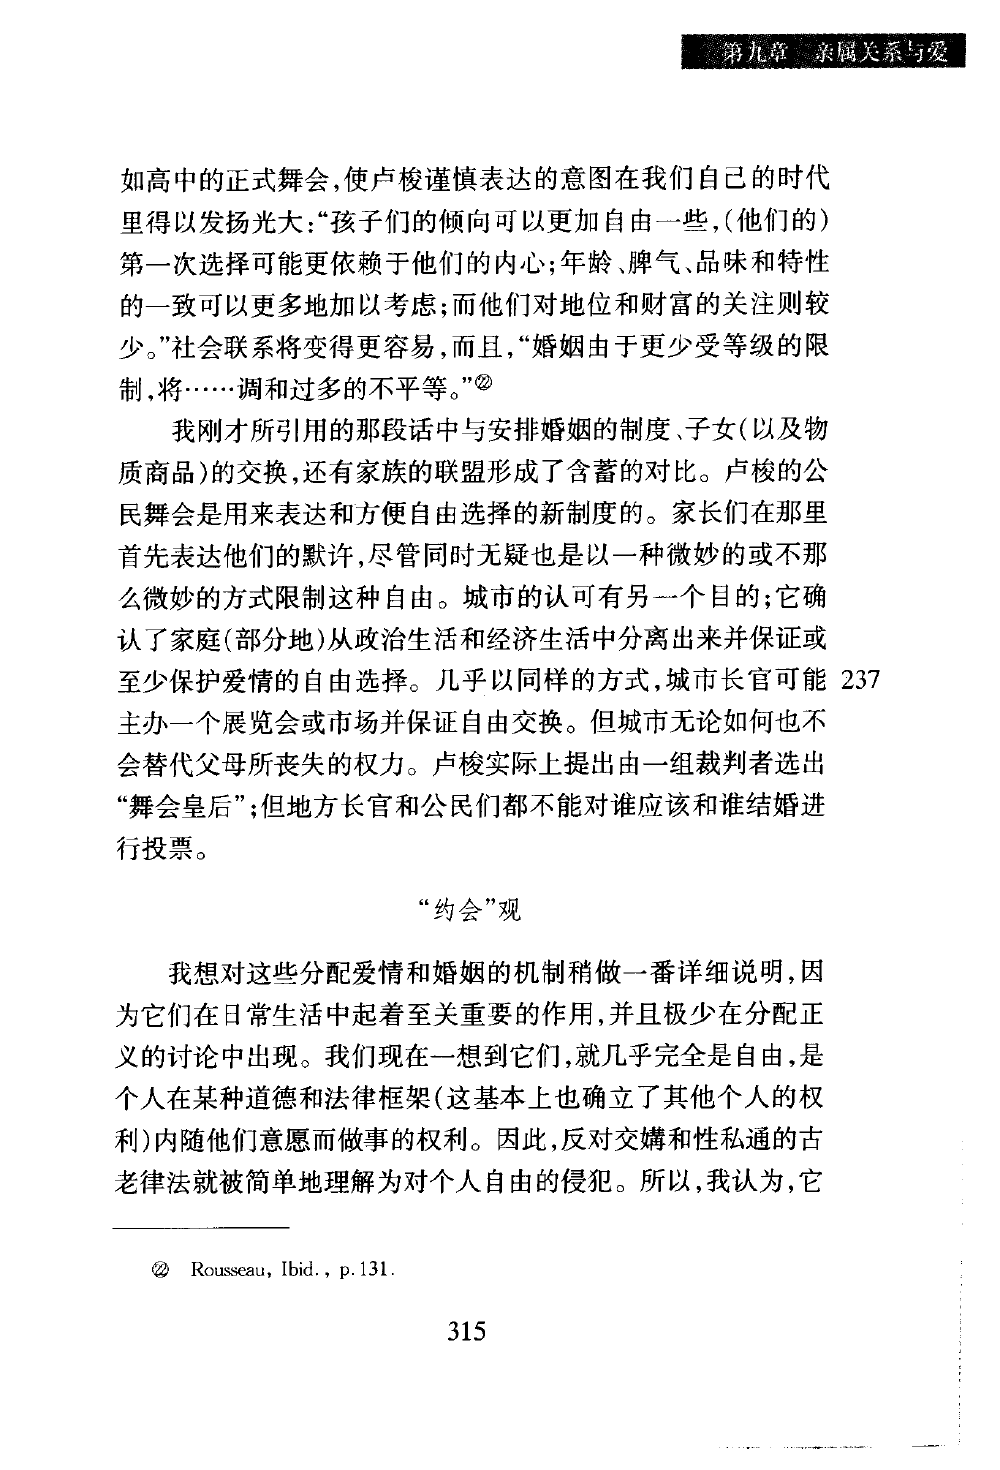 第九章 亲属关系与爱
如高中的正式舞会,使卢梭谨慎表达的意图在我们自己的时代
里得以发扬光大:“孩子们的倾向可以更加自由一些,(他们的)
第一次选择可能更依赖于他们的内心;年龄、脾气、品味和特性
的一致可以更多地加以考虑;而他们对地位和财富的关注则较
少。”社会联系将变得更容易,而且,“婚姻由于更少受等级的限
制,将……调和过多的不平等。”㉒
我刚才所引用的那段话中与安排婚姻的制度、子女(以及物
质商品)的交换,还有家族的联盟形成了含蓄的对比。卢梭的公
民舞会是用来表达和方便自由选择的新制度的。家长们在那里
首先表达他们的默许,尽管同时无疑也是以一种微妙的或不那
么微妙的方式限制这种自由。城市的认可有另一个目的;它确
认了家庭(部分地)从政治生活和经济生活中分离出来并保证或
至少保护爱情的自由选择。几乎以同样的方式,城市长官可能 237
主办一个展览会或市场并保证自由交换。但城市无论如何也不
会替代父母所丧失的权力。卢梭实际上提出由一组裁判者选出
“舞会皇后”;但地方长官和公民们都不能对谁应该和谁结婚进
行投票。
“约会”观
我想对这些分配爱情和婚姻的机制稍做一番详细说明,因
为它们在日常生活中起着至关重要的作用,并且极少在分配正
义的讨论中出现。我们现在一想到它们,就几乎完全是自由,是
个人在某种道德和法律框架(这基本上也确立了其他个人的权
利)内随他们意愿而做事的权利。因此,反对交媾和性私通的古
老律法就被简单地理解为对个人自由的侵犯。所以,我认为,它
㉒ Rousseau, Ibid., p.131.
315